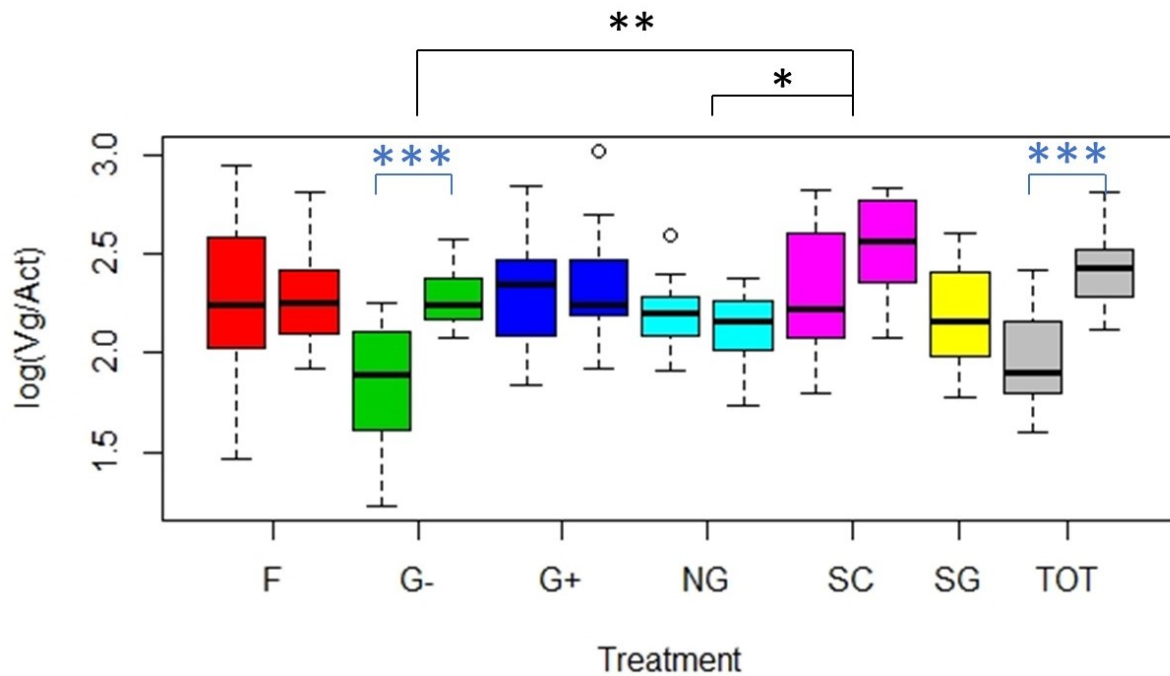 **
*
*** ***
3.0
2.5
2.0
1.5
log(Vg/Act)
F G- G+ NG SC SG TOT
Treatment